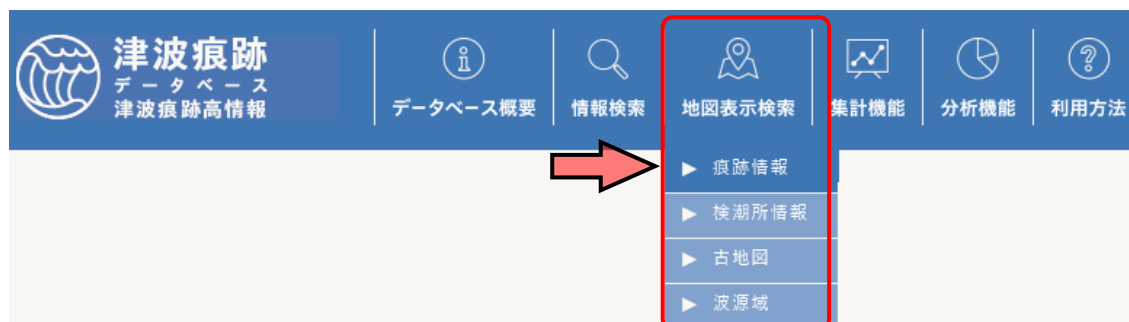 津波痕跡
データベース
津波痕跡高情報
データベース概要
情報検索
地図表示検索
集計機能
分析機能
利用方法
▶ 痕跡情報
▶ 検潮所情報
▶ 古地図
▶ 波源域